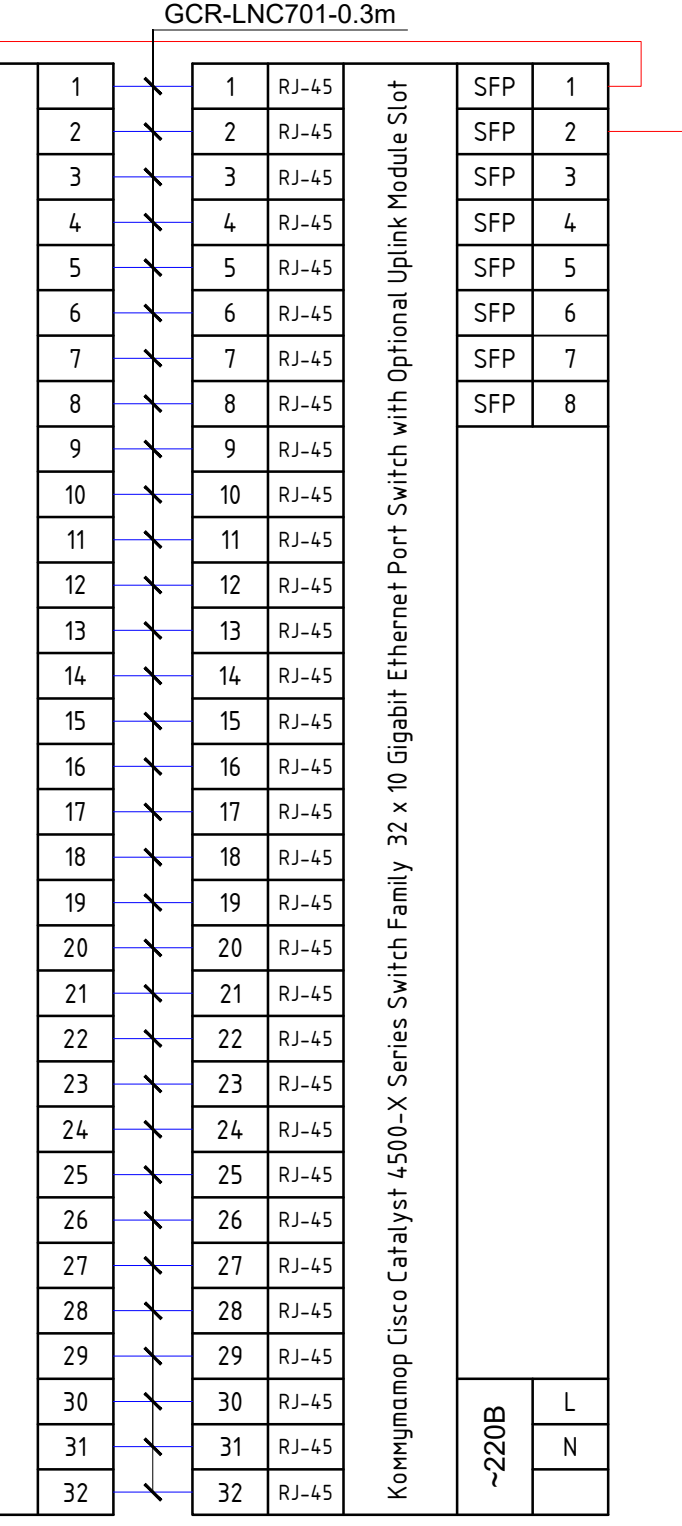 GCR-LNC701-0.3m
1 1 RJ-45 SFP 1
2 2 RJ-45 SFP 2
3 3 RJ-45 SFP 3
4 4 RJ-45 SFP 4
5 5 RJ-45 SFP 5
6 6 RJ-45 SFP 6
7 7 RJ-45 SFP 7
8 8 RJ-45 SFP 8
9 9 RJ-45
10 10 RJ-45
11 11 RJ-45
12 12 RJ-45
13 13 RJ-45
14 14 RJ-45
15 15 RJ-45
16 16 RJ-45
17 17 RJ-45
18 18 RJ-45
19 19 RJ-45
20 20 RJ-45
21 21 RJ-45
22 22 RJ-45
23 23 RJ-45
24 24 RJ-45
25 25 RJ-45
26 26 RJ-45
27 27 RJ-45
28 28 RJ-45
29 29 RJ-45
30 30 RJ-45 L
31 31 RJ-45 N
32 32 RJ-45
Коммутатор Cisco Catalyst 4500-X Series Switch Family 32 x 10 Gigabit Ethernet Port Switch with Optional Uplink Module Slot
~220В